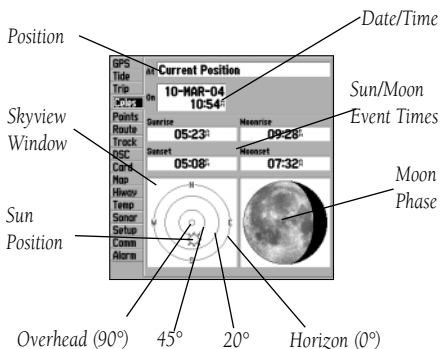 Position
Date/Time
GPS
Tide
Trip
Celes
Points
Route
Track
DSC
Card
Map
Hiway
Temp
Sonar
Setup
Comm
Alarm
At Current Position
On 10-MAR-04
10:54
Sunrise Moonrise
05:23 09:28
Sunset Moonset
05:08 07:32
N
W E
Skyview
Window
Sun
Position
Sun/Moon
Event Times
Moon
Phase
Overhead (90°) 45° 20° Horizon (0°)